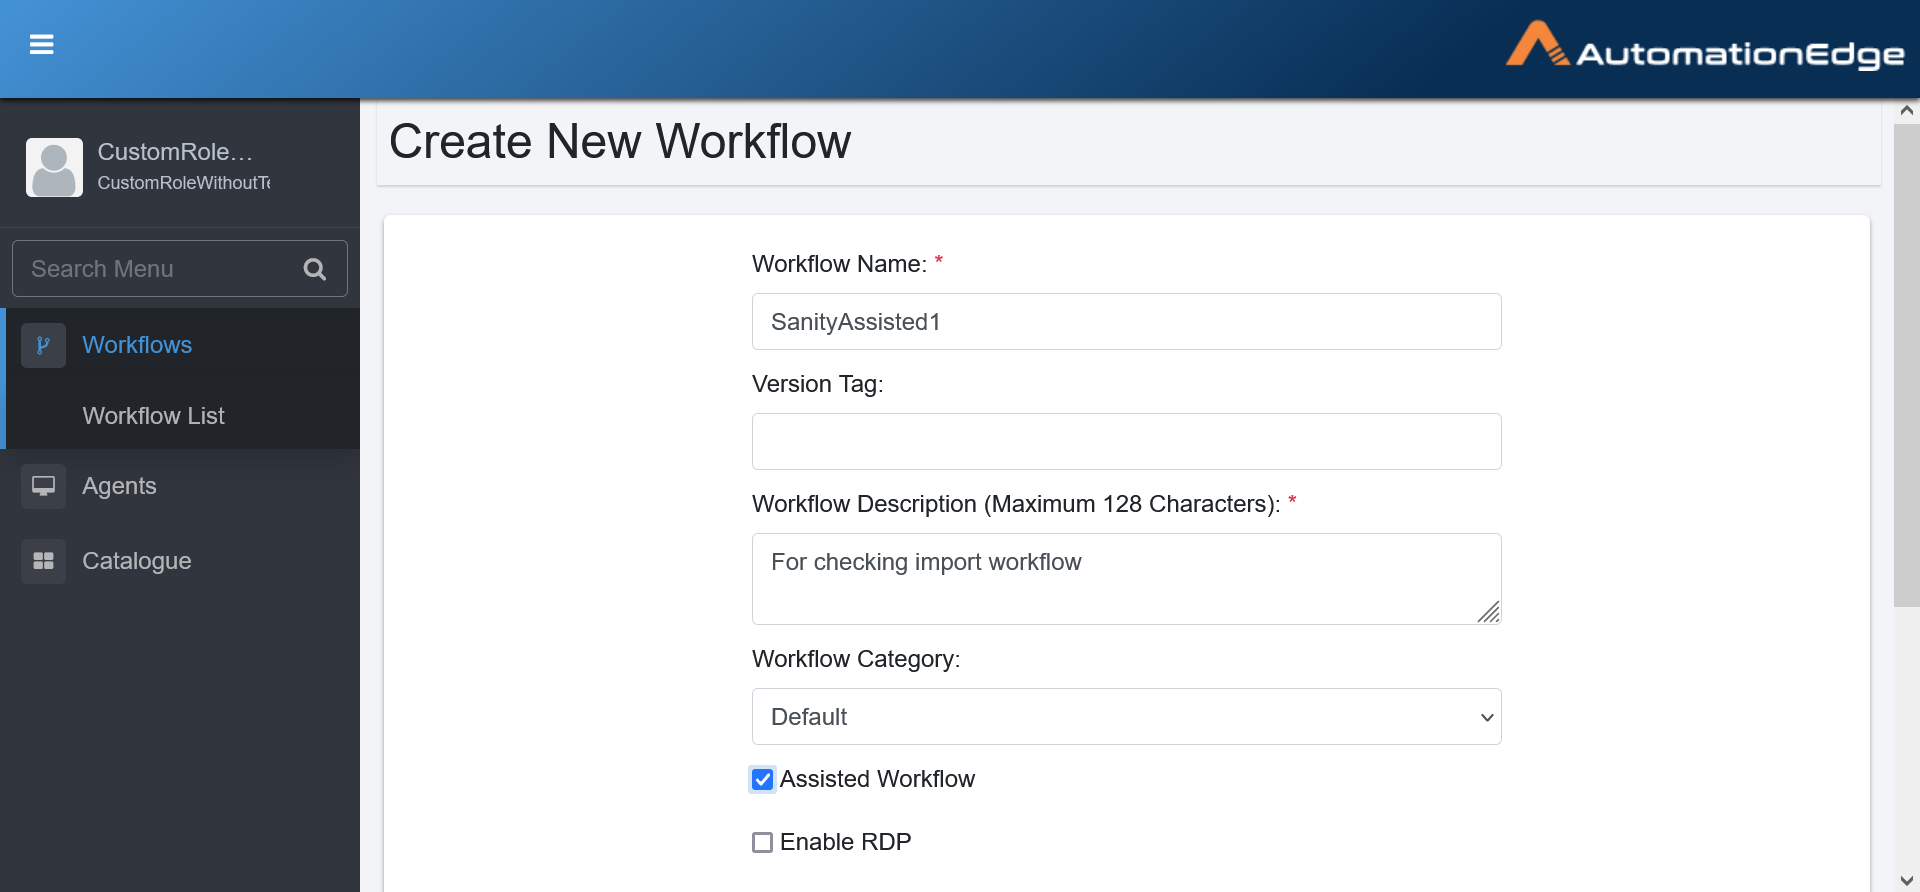 AutomationEdge
CustomRole...
CustomRoleWithoutTe
Search Menu
Workflows
Workflow List
Agents
Catalogue
Create New Workflow
Workflow Name: *
SanityAssisted1
Version Tag:
Workflow Description (Maximum 128 Characters): *
For checking import workflow
Workflow Category:
Default
Assisted Workflow
Enable RDP